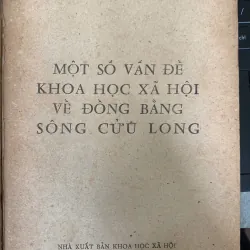 MỘT SỐ VẤN ĐỀ
KHOA HỌC XÃ HỘI
VỀ ĐỒNG BẰNG
SÔNG CỬU LONG
NHÀ XUẤT BẢN KHOA HỌC XÃ HỘI